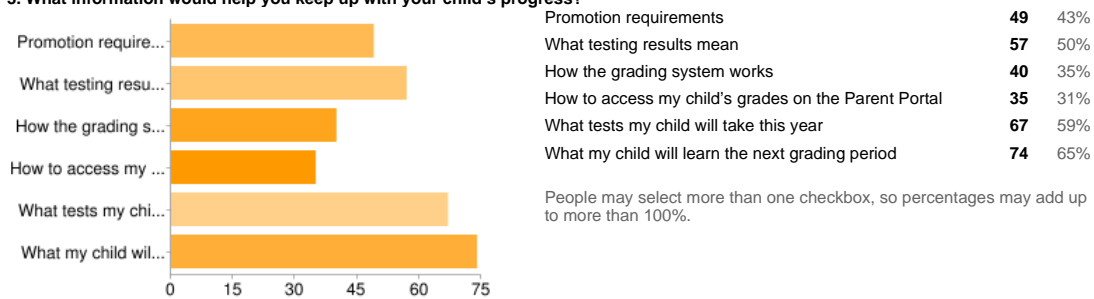 What information would help you keep up with your child's progress?
Promotion require...
What testing resu...
How the grading s...
How to access my ...
What tests my chi...
What my child wil...
0 15 30 45 60 75
Promotion requirements 49 43%
What testing results mean 57 50%
How the grading system works 40 35%
How to access my child's grades on the Parent Portal 35 31%
What tests my child will take this year 67 59%
What my child will learn the next grading period 74 65%
People may select more than one checkbox, so percentages may add up
to more than 100%.